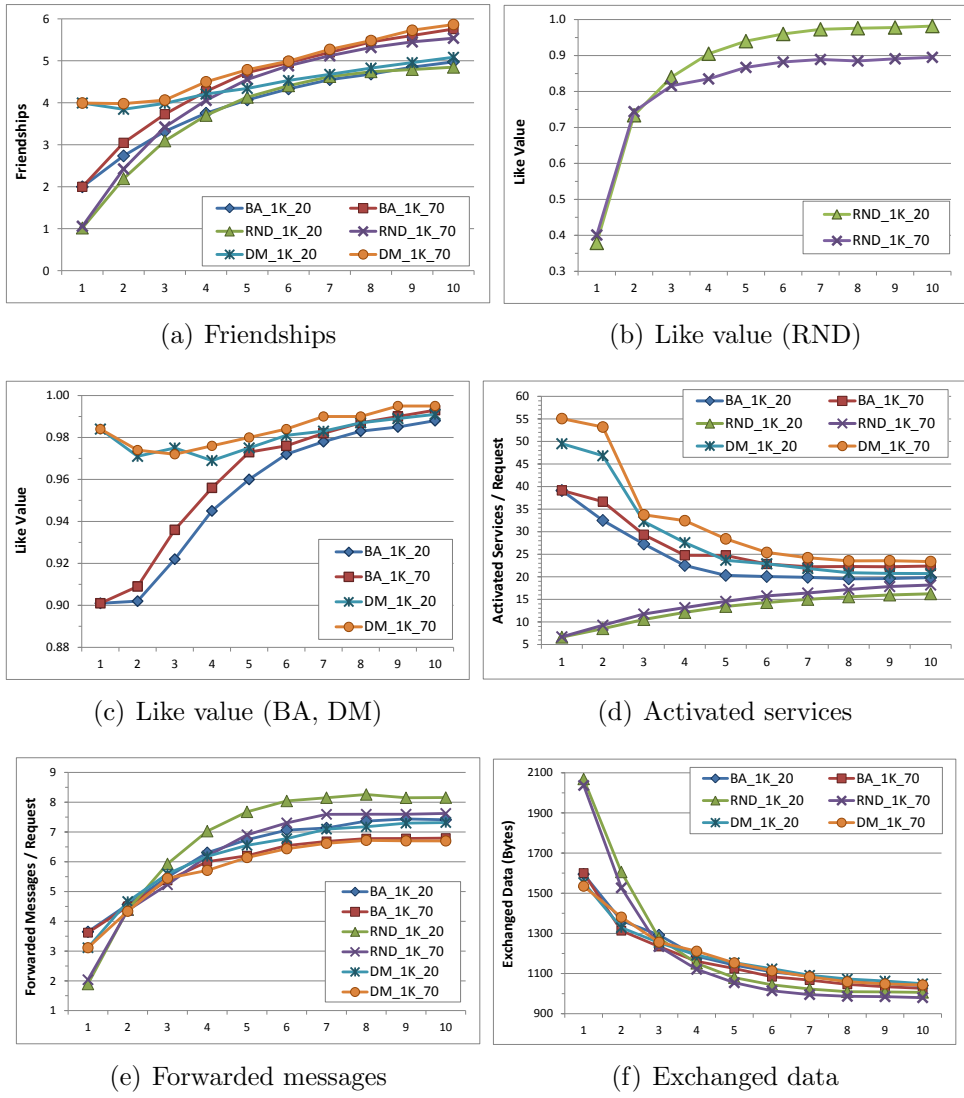 Friendships
6
5
4
3
2
1
0
BA_1K_20 BA_1K_70
RND_1K_20 RND_1K_70
DM_1K_20 DM_1K_70
1 2 3 4 5 6 7 8 9 10
(a) Friendships
Like Value
1.0
0.9
0.8
0.7
0.6
0.5
0.4
0.3
RND_1K_20
RND_1K_70
1 2 3 4 5 6 7 8 9 10
(b) Like value (RND)
Like Value
1.00
0.98
0.96
0.94
0.92
0.90
0.88
BA_1K_20
BA_1K_70
DM_1K_20
DM_1K_70
1 2 3 4 5 6 7 8 9 10
(c) Like value (BA, DM)
Activated Services / Request
60
55
50
45
40
35
30
25
20
15
10
5
BA_1K_20 BA_1K_70
RND_1K_20 RND_1K_70
DM_1K_20 DM_1K_70
1 2 3 4 5 6 7 8 9 10
(d) Activated services
Forwarded Messages / Request
9
8
7
6
5
4
3
2
1
BA_1K_20
BA_1K_70
RND_1K_20
RND_1K_70
DM_1K_20
DM_1K_70
1 2 3 4 5 6 7 8 9 10
(e) Forwarded messages
Exchanged Data (Bytes)
2100
1900
1700
1500
1300
1100
900
BA_1K_20 BA_1K_70
RND_1K_20 RND_1K_70
DM_1K_20 DM_1K_70
1 2 3 4 5 6 7 8 9 10
(f) Exchanged data